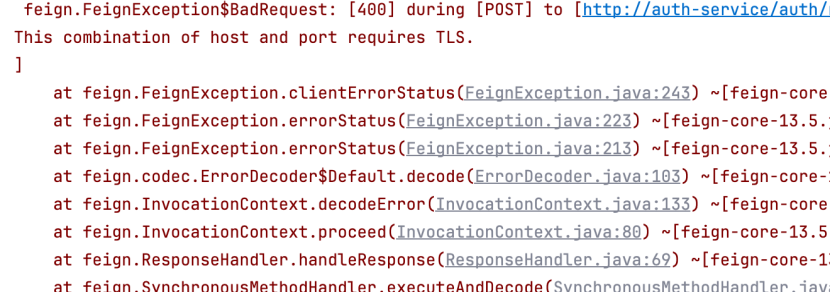 feign.FeignException$BadRequest: [400] during [POST] to [http://auth-service/auth/
This combination of host and port requires TLS.
]
at feign.FeignException.clientErrorStatus(FeignException.java:243) ~[feign-core
at feign.FeignException.errorStatus(FeignException.java:223) ~[feign-core-13.5.
at feign.FeignException.errorStatus(FeignException.java:213) ~[feign-core-13.5.
at feign.codec.ErrorDecoder$Default.decode(ErrorDecoder.java:103) ~[feign-core-
at feign.InvocationContext.decodeError(InvocationContext.java:133) ~[feign-core
at feign.InvocationContext.proceed(InvocationContext.java:80) ~[feign-core-13.5
at feign.ResponseHandler.handleResponse(ResponseHandler.java:69) ~[feign-core-13
at feign.SynchronousMethodHandler.executeAndDecode(SynchronousMethodHandler.java